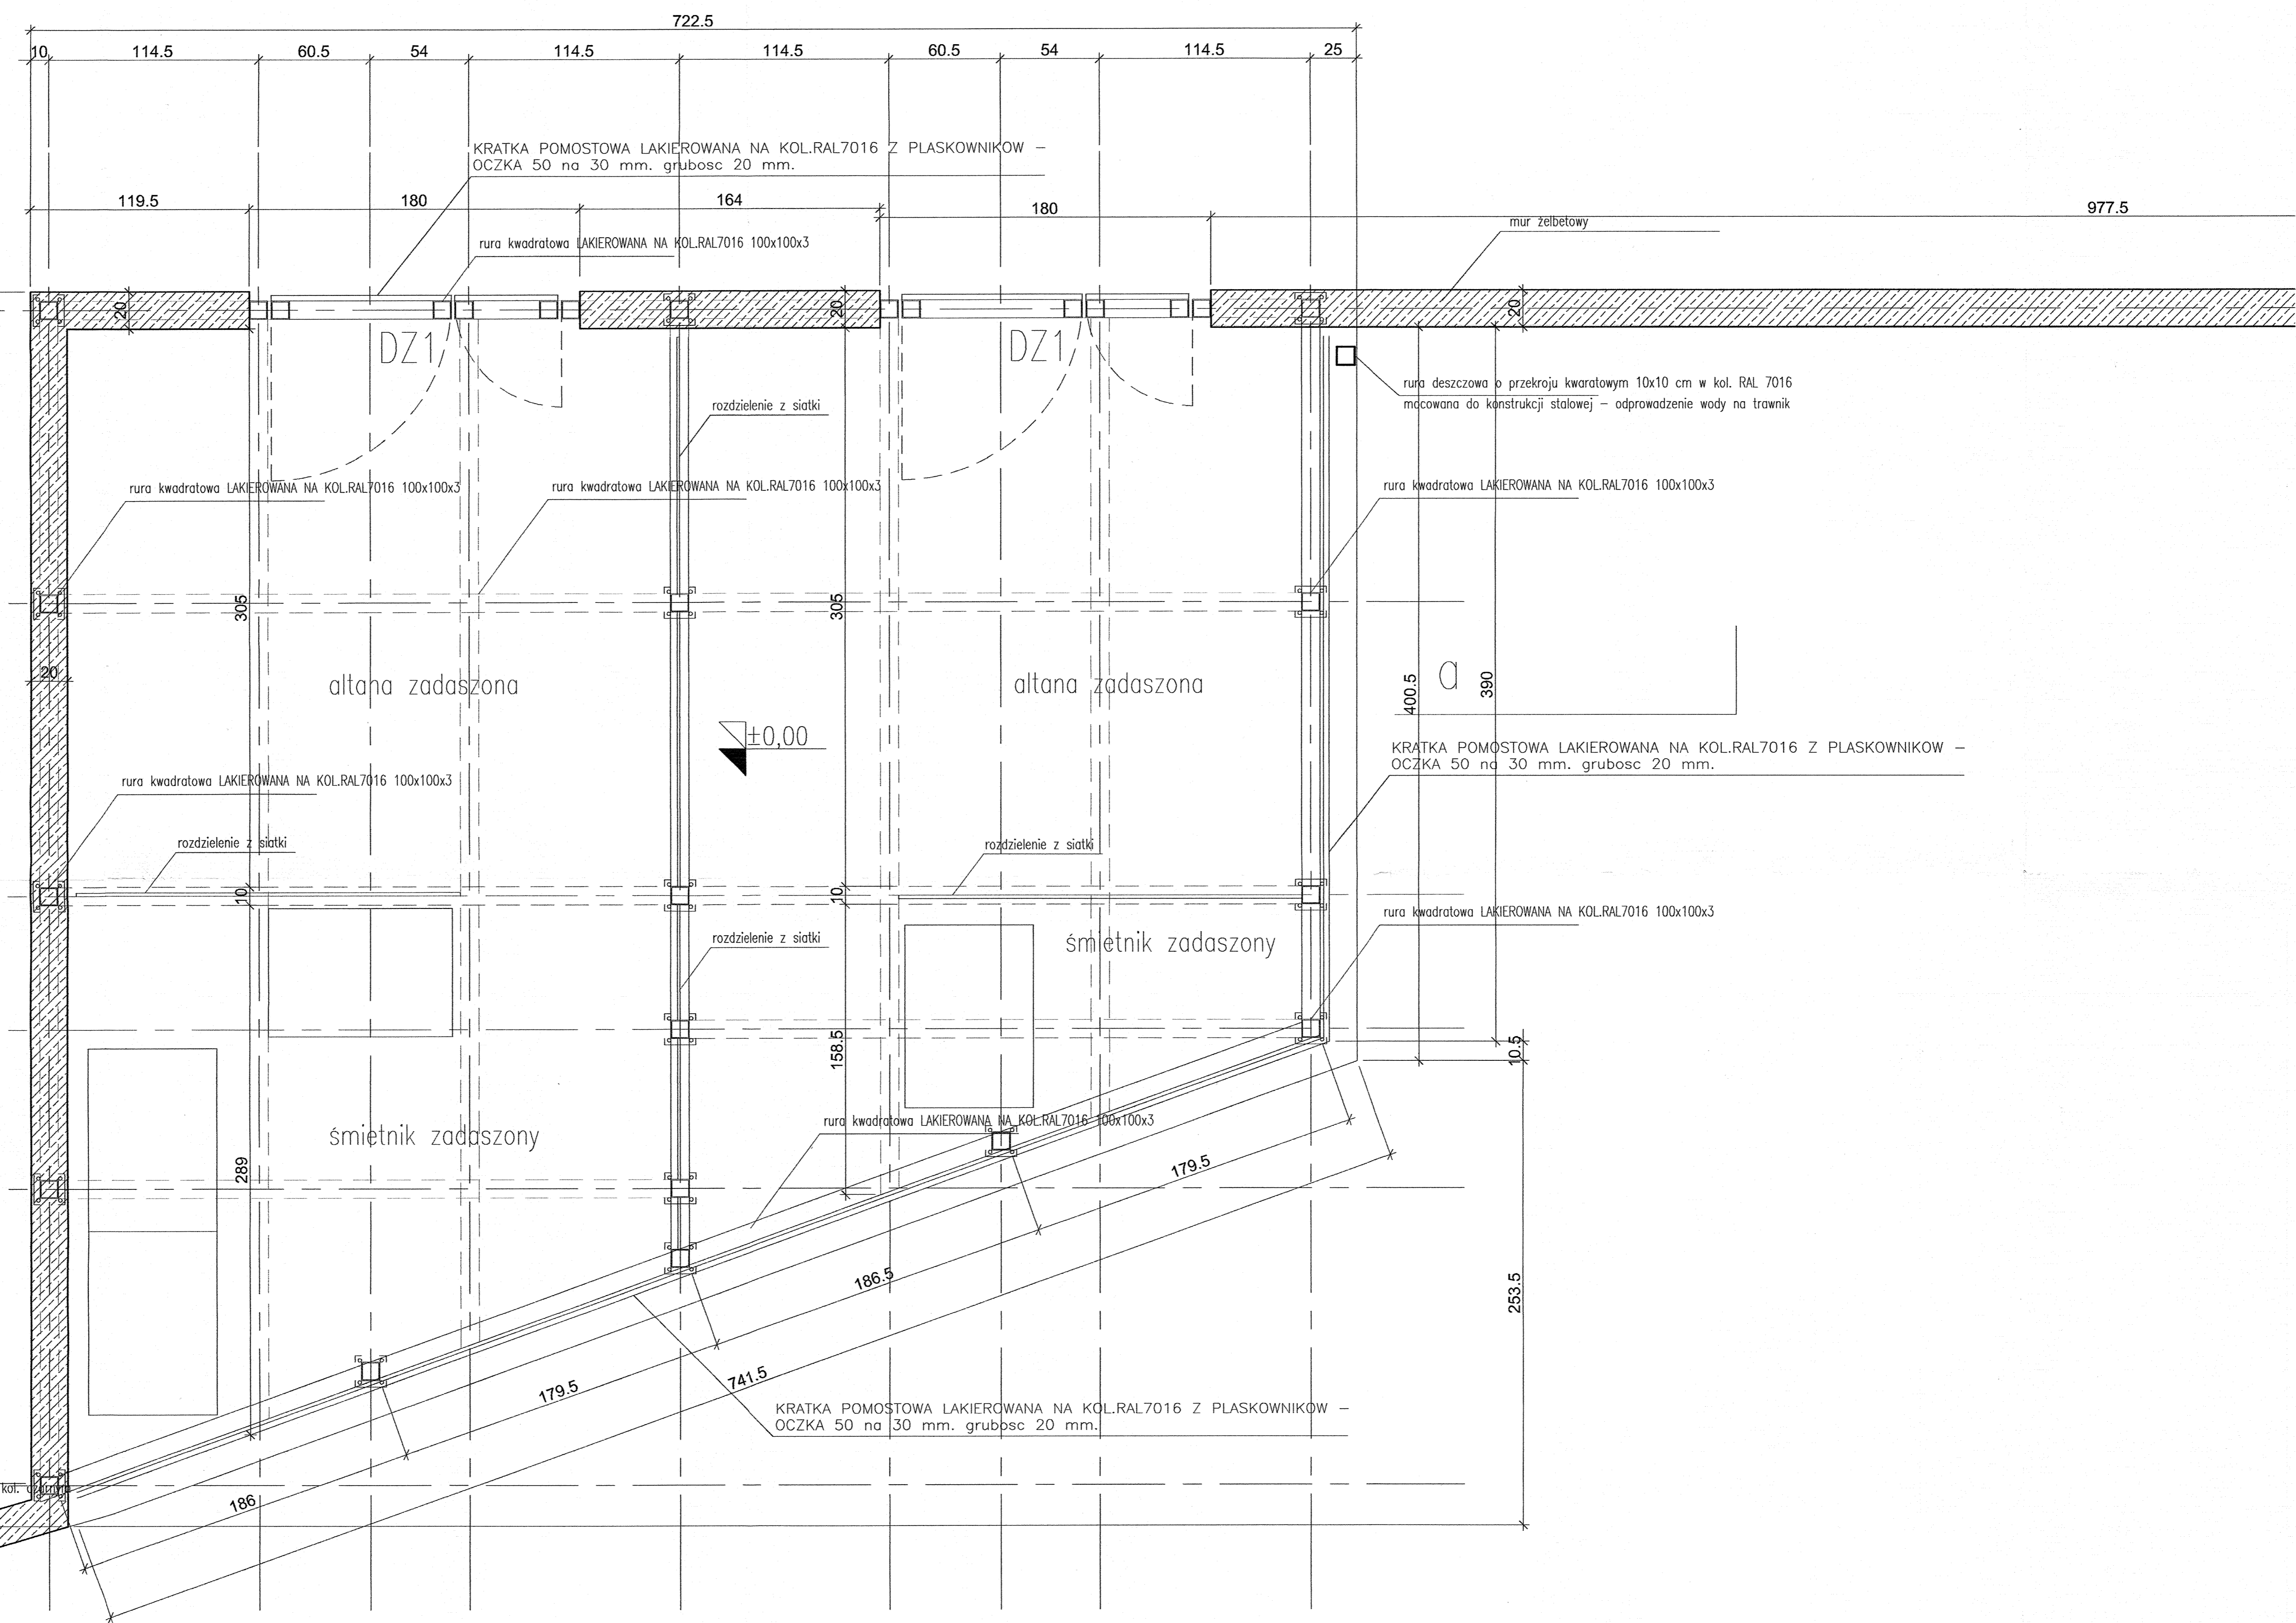 722.5
10 114.5 60.5 54 114.5 114.5 60.5 54 114.5 25
KRATKA POMOSTOWA LAKIEROWANA NA KOL.RAL7016 Z PLASKOWNIKOW –
OCZKA 50 na 30 mm. grubosc 20 mm.
119.5 180 164 180 977.5
mur żelbetowy
rura kwadratowa LAKIEROWANA NA KOL.RAL7016 100x100x3
20 20 20
DZ1 DZ1
rura deszczowa o przekroju kwaratowym 10x10 cm w kol. RAL 7016
mocowana do konstrukcji stalowej – odprowadzenie wody na trawnik
rozdzielenie z siatki
rura kwadratowa LAKIEROWANA NA KOL.RAL7016 100x100x3
rura kwadratowa LAKIEROWANA NA KOL.RAL7016 100x100x3
rura kwadratowa LAKIEROWANA NA KOL.RAL7016 100x100x3
305 305
20
altana zadaszona altana zadaszona
a
400.5 390
±0,00
KRATKA POMOSTOWA LAKIEROWANA NA KOL.RAL7016 Z PLASKOWNIKOW –
OCZKA 50 na 30 mm. grubosc 20 mm.
rura kwadratowa LAKIEROWANA NA KOL.RAL7016 100x100x3
rozdzielenie z siatki
rozdzielenie z siatki
10 10
rura kwadratowa LAKIEROWANA NA KOL.RAL7016 100x100x3
rozdzielenie z siatki
śmietnik zadaszony
158.5
10.5
rura kwadratowa LAKIEROWANA NA KOL.RAL7016 100x100x3
śmietnik zadaszony
289
179.5
186.5
253.5
741.5
179.5
KRATKA POMOSTOWA LAKIEROWANA NA KOL.RAL7016 Z PLASKOWNIKOW –
OCZKA 50 na 30 mm. grubosc 20 mm.
kol.
186